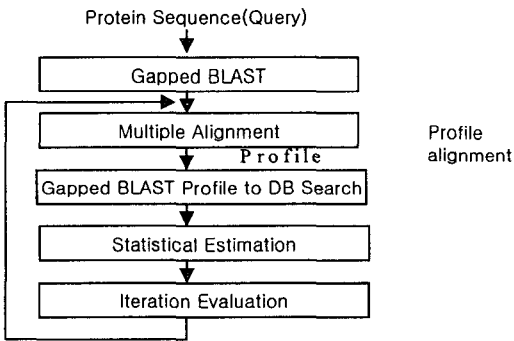 Protein Sequence(Query)
Gapped BLAST
Multiple Alignment
Profile
Profile
alignment
Gapped BLAST Profile to DB Search
Statistical Estimation
Iteration Evaluation